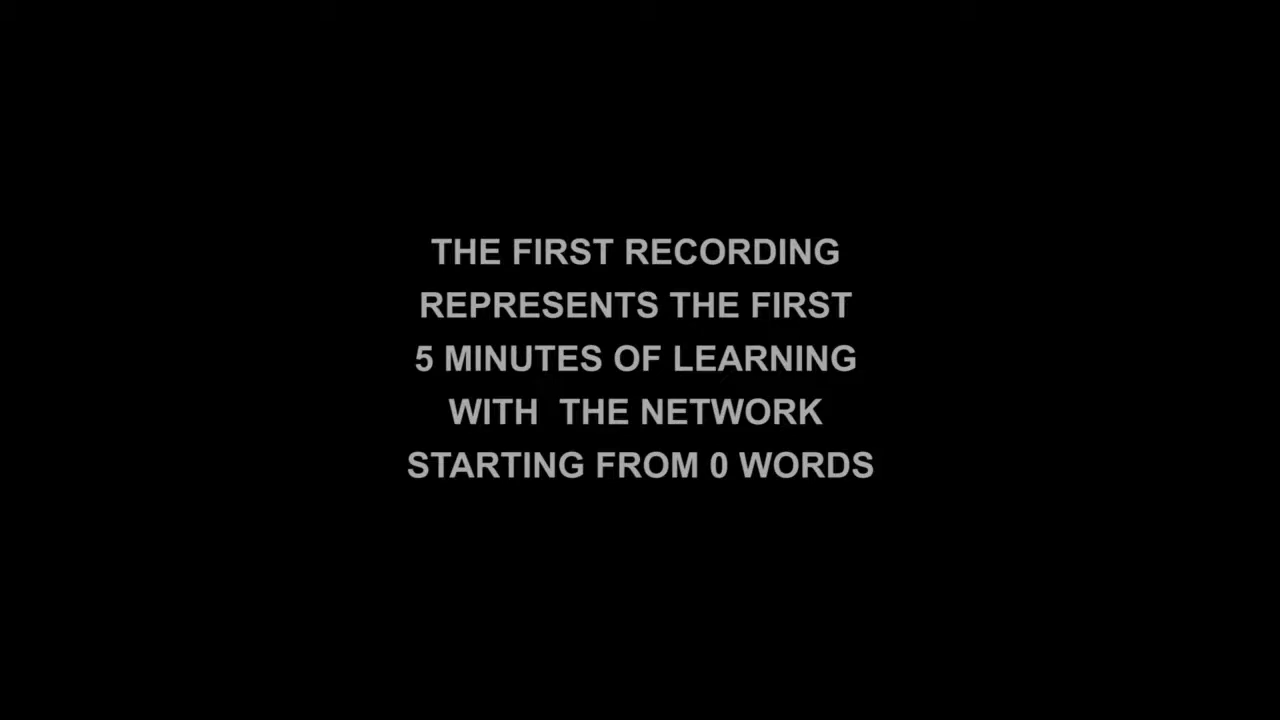 THE FIRST RECORDING
REPRESENTS THE FIRST
5 MINUTES OF LEARNING
WITH  THE NETWORK
STARTING FROM 0 WORDS